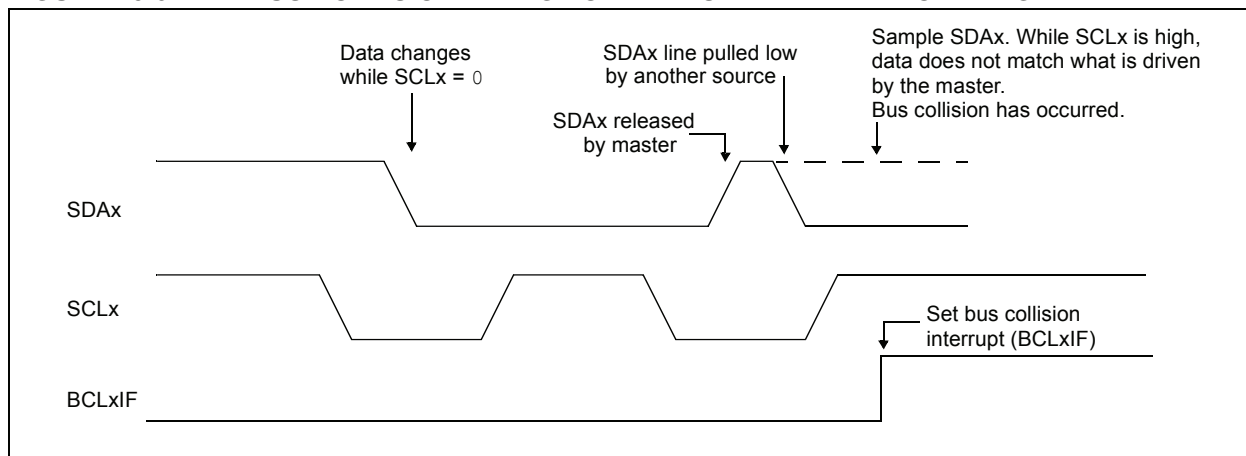 Data changes
while SCLx = 0
SDAx line pulled low
by another source
SDAx released
by master
Sample SDAx. While SCLx is high,
data does not match what is driven
by the master.
Bus collision has occurred.
SDAx
SCLx
Set bus collision
interrupt (BCLxIF)
BCLxIF